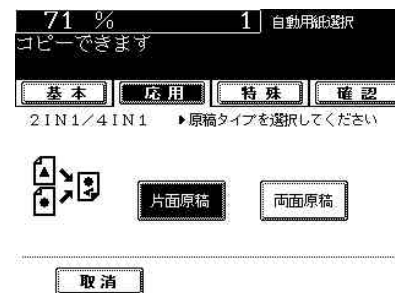 71 % 1 自動用紙選択
コピーできます
基本 応用 特殊 確認
2IN1/4IN1 ▶原稿タイプを選択してください
片面原稿 両面原稿
取消